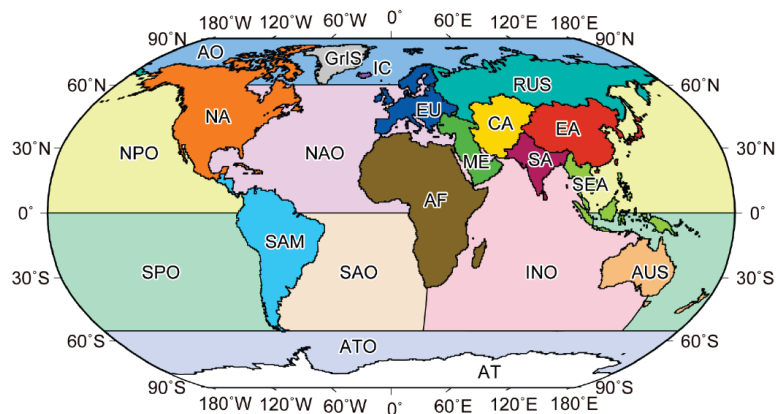 180°W 120°W 60°W 0° 60°E 120°E 180°E
90°N 90°N
AO GrIS IC
60°N 60°N
RUS
NA EU CA EA
30°N 30°N
NPO NAO ME SA
SEA
AF
0° 0°
SAM
SPO SAO INO AUS
30°S 30°S
60°S 60°S
ATO
AT
90°S 90°S
180°W 120°W 60°W 0° 60°E 120°E 180°E